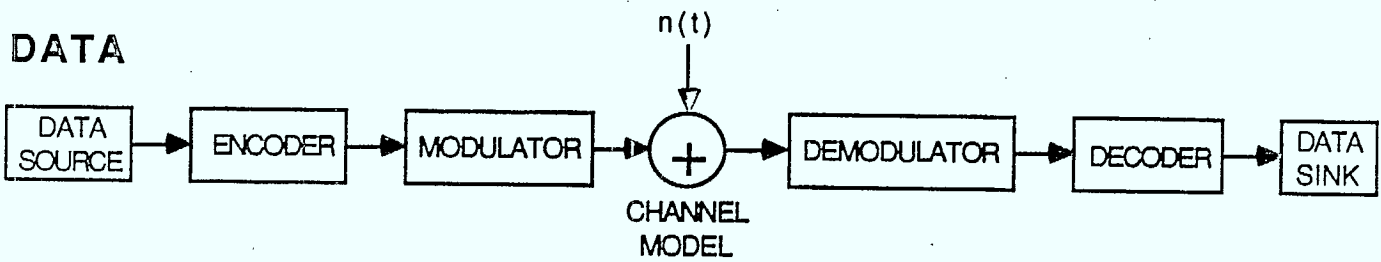 n(t)
DATA
DATA
SOURCE
ENCODER
MODULATOR
+
CHANNEL
MODEL
DEMODULATOR
DECODER
DATA
SINK